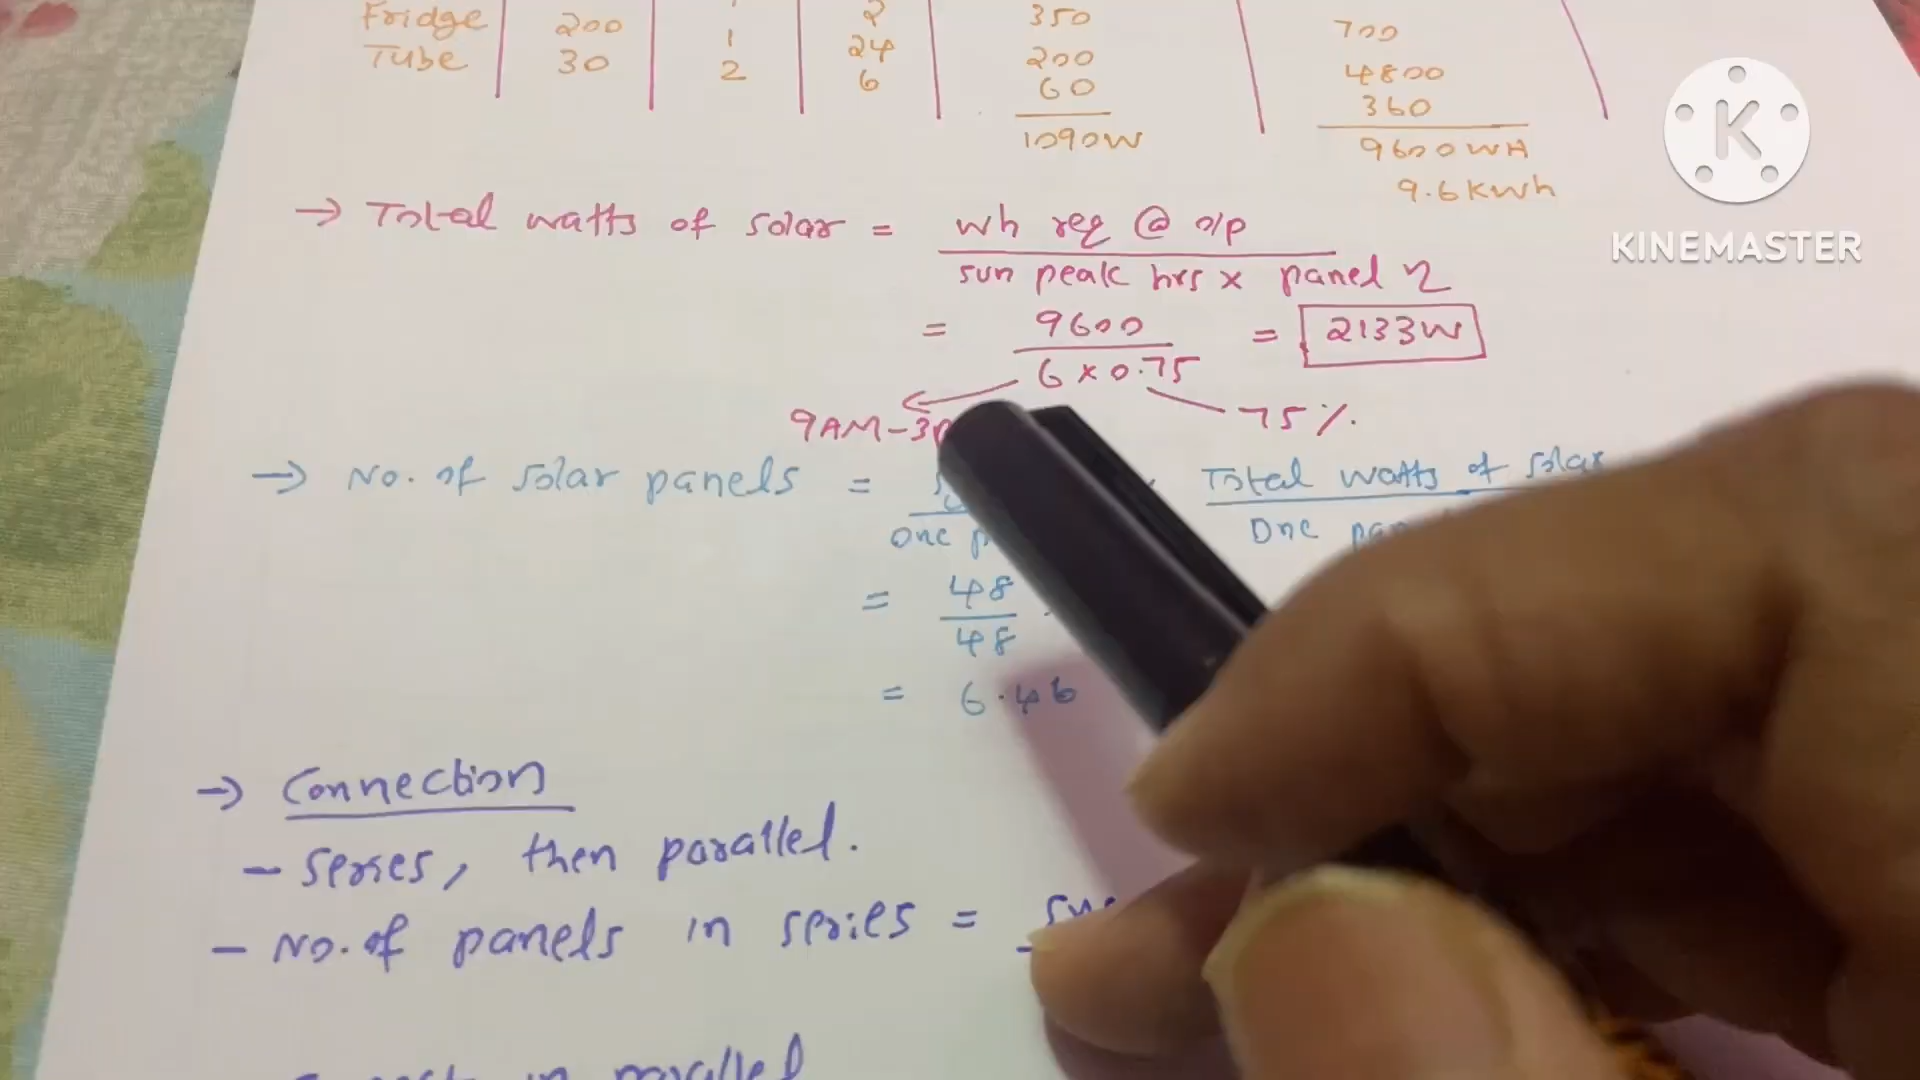 2 350 700
Fridge 200 1 24 200 4800
Tube 30 2 6 60 360
1090W 9600WH
9.6KWh
K
KINEMASTER
→ Total watts of solar = Wh req @ o/p
sun peak hrs x panel η
= 9600 = 2133W
6 x 0.75
9AM-3 75%.
→ No. of solar panels = Total watts of solar
One One
= 48
48
= 6.46
→ Connection
- series, then parallel.
- No. of panels in series =
in parallel